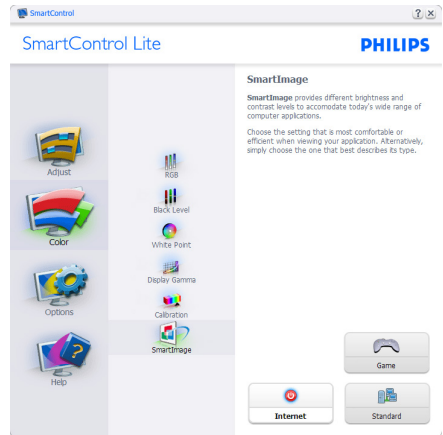 SmartControl
SmartControl Lite
PHILIPS
Adjust
Color
Options
Help
RGB
Black Level
White Point
Display Gamma
Calibration
SmartImage
SmartImage
SmartImage provides different brightness and
contrast levels to accomodate today's wide range of
computer applications.
Choose the setting that is most comfortable or
efficient when viewing your application. Alternatively,
simply choose the one that best describes its type.
Game
Internet
Standard